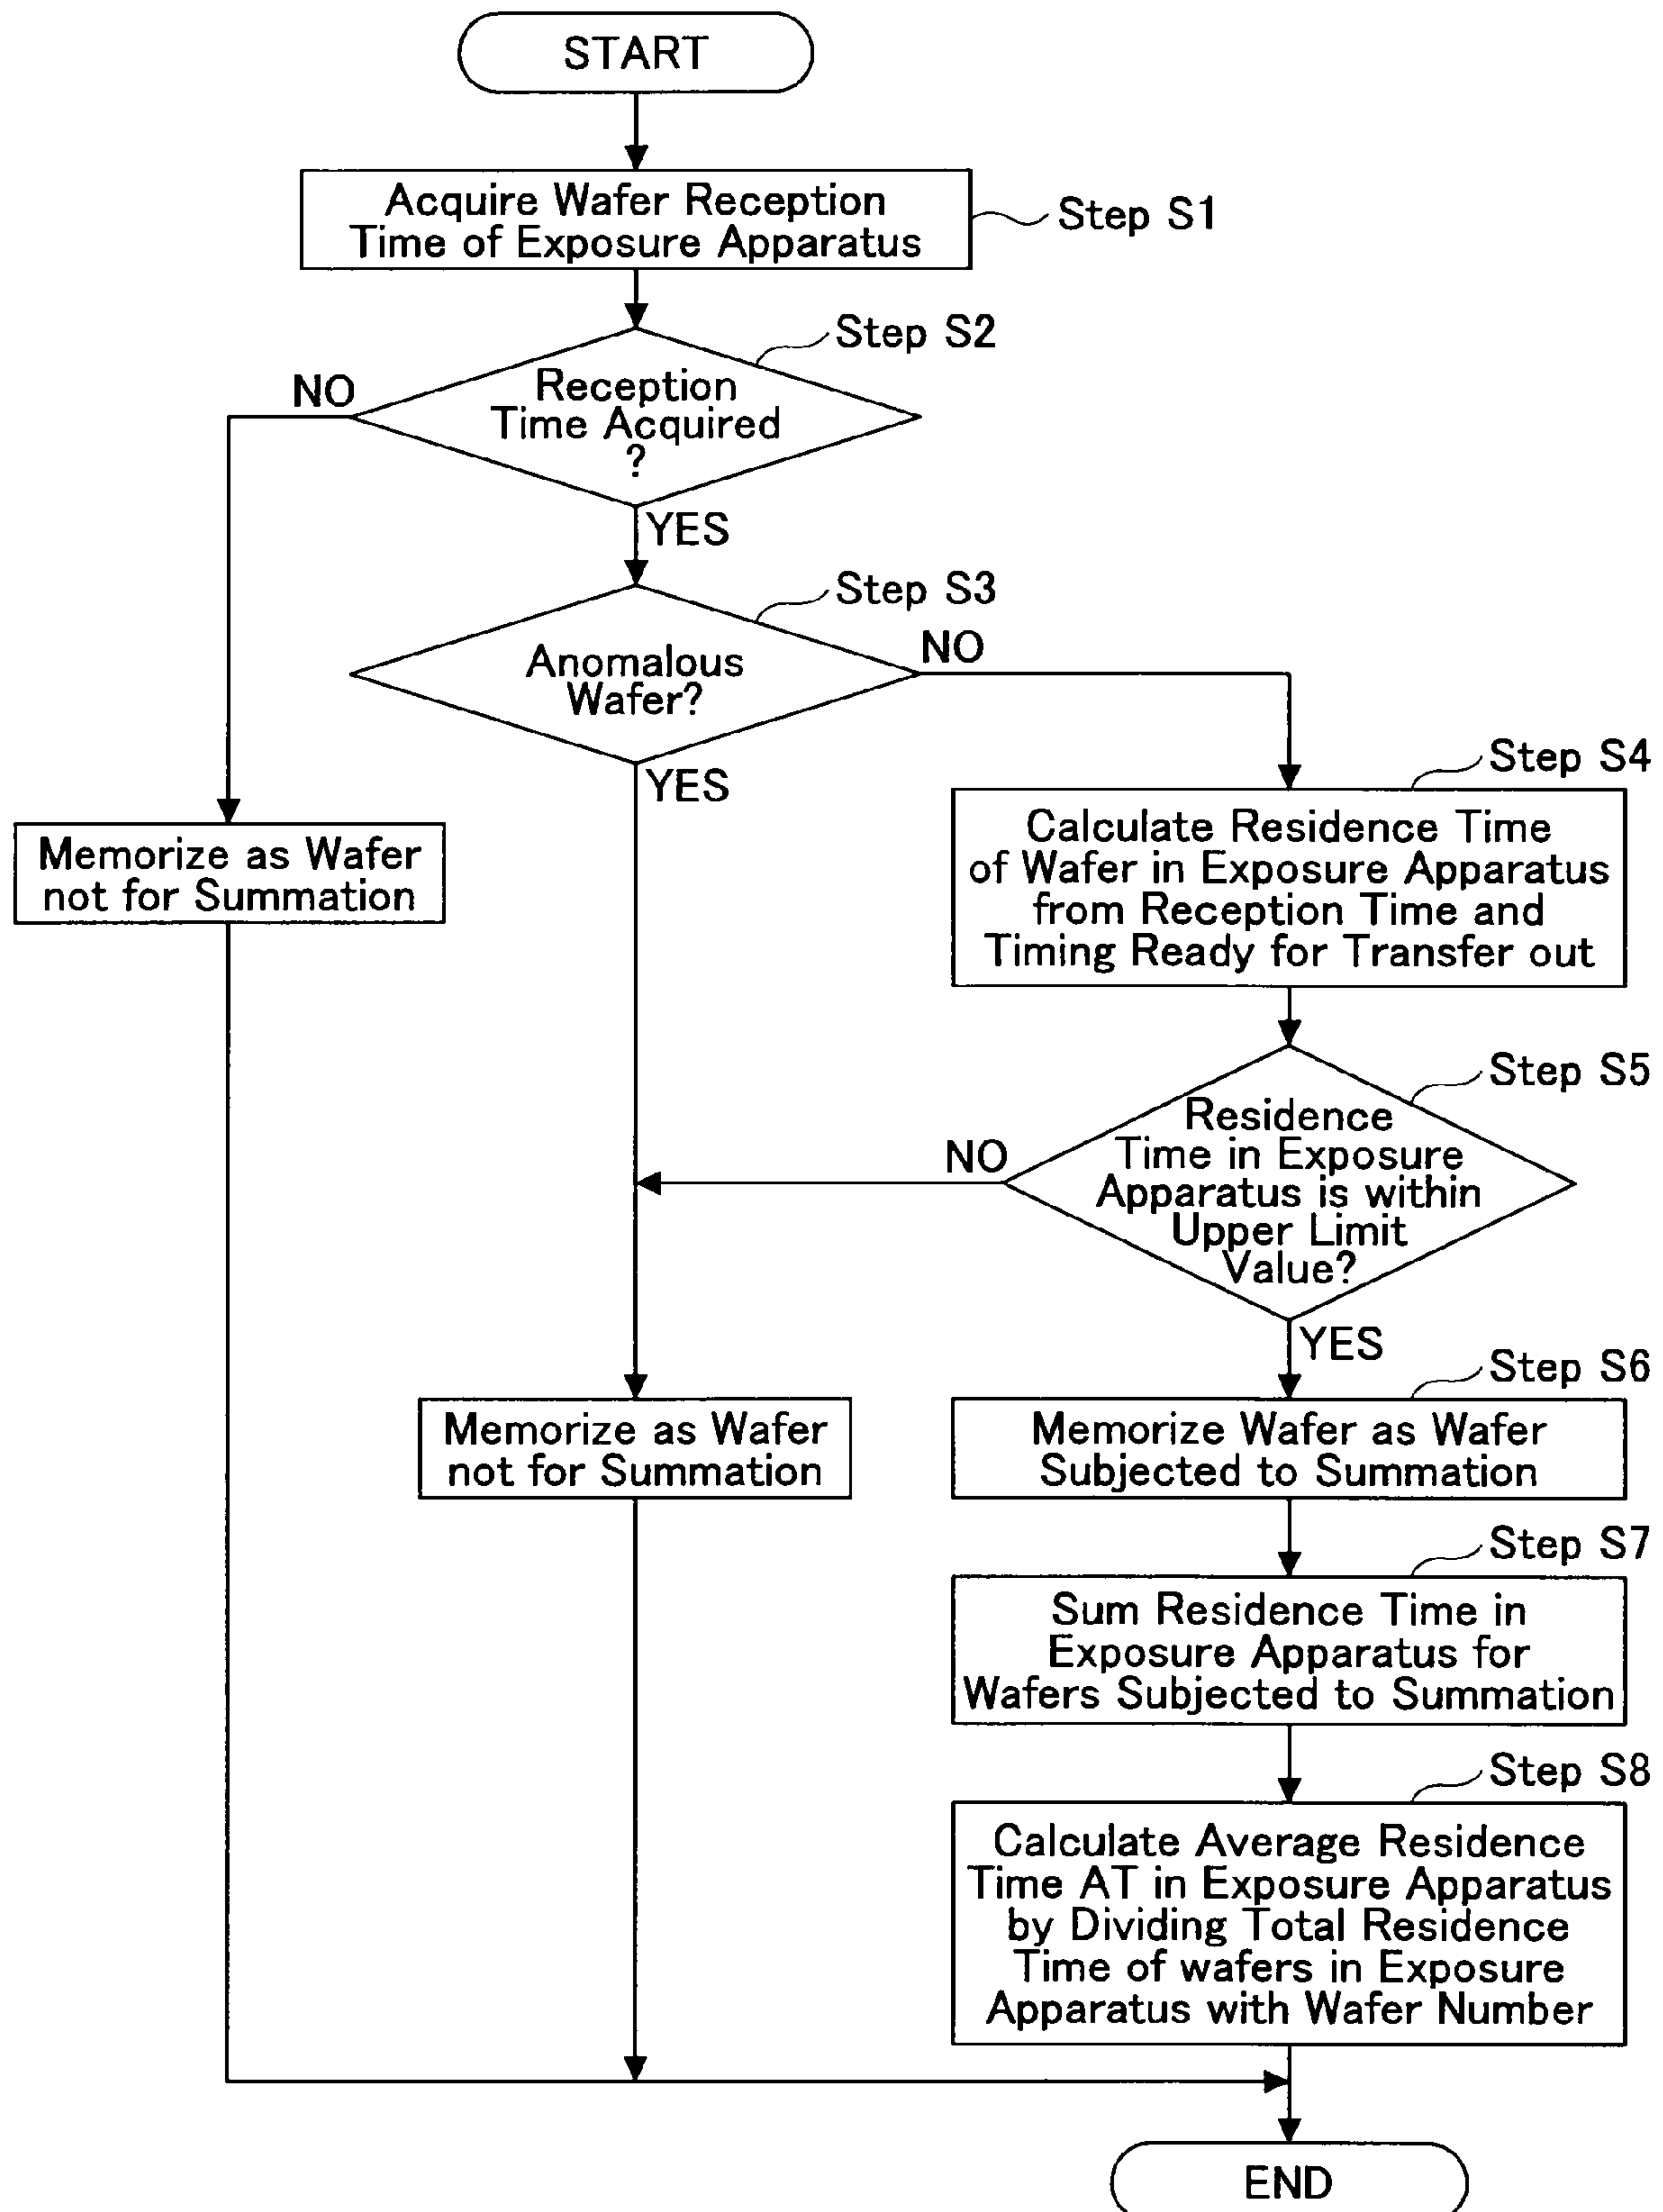 START
Acquire Wafer Reception
Time of Exposure Apparatus
Step S1
Step S2
Reception
Time Acquired
?
NO
YES
Step S3
Anomalous
Wafer?
NO
YES
Memorize as Wafer
not for Summation
Step S4
Calculate Residence Time
of Wafer in Exposure Apparatus
from Reception Time and
Timing Ready for Transfer out
Step S5
Residence
Time in Exposure
Apparatus is within
Upper Limit
Value?
NO
YES
Memorize as Wafer
not for Summation
Step S6
Memorize Wafer as Wafer
Subjected to Summation
Step S7
Sum Residence Time in
Exposure Apparatus for
Wafers Subjected to Summation
Step S8
Calculate Average Residence
Time AT in Exposure Apparatus
by Dividing Total Residence
Time of wafers in Exposure
Apparatus with Wafer Number
END